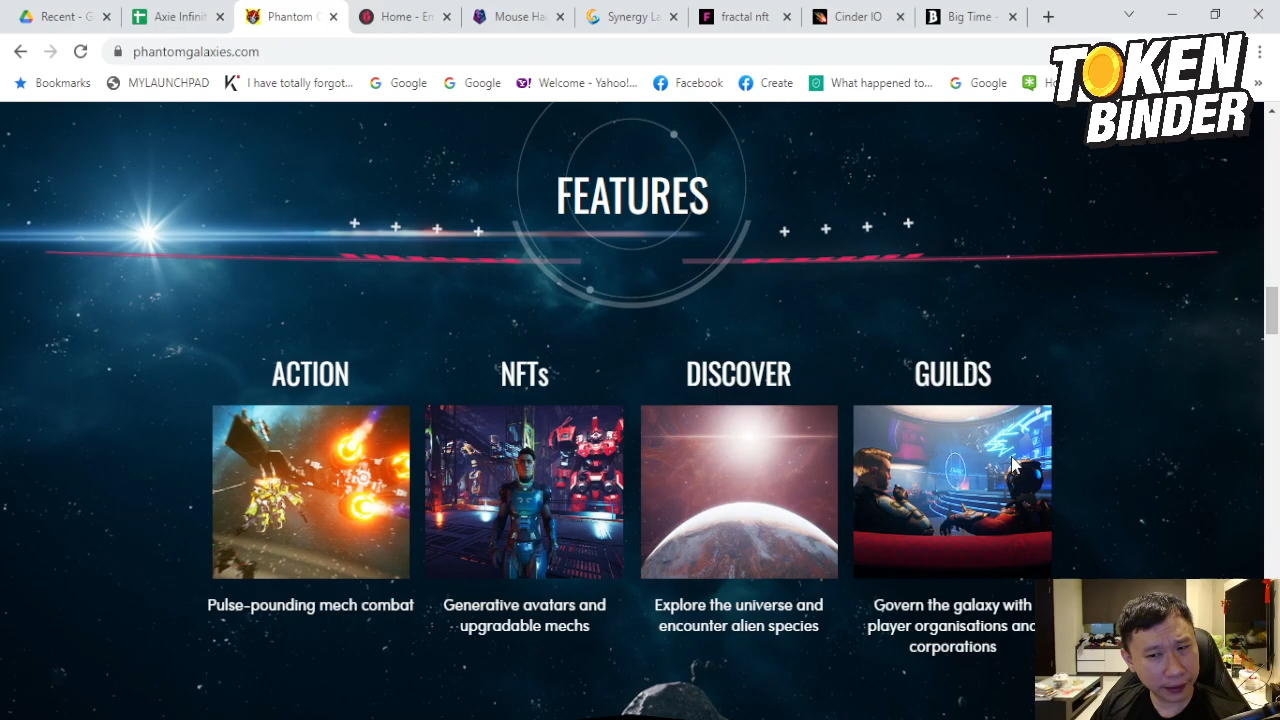 Recent - G
Axie Infinit
Phantom G
Home - En
Mouse Ha
Synergy La
fractal nft
Cinder IO
Big Time -
phantomgalaxies.com
Bookmarks
MYLAUNCHPAD
I have totally forgot...
Google
Google
Welcome - Yahoo!...
Facebook
Create
What happened to...
Google
TOKEN
BINDER
FEATURES
ACTION
NFTs
DISCOVER
GUILDS
Pulse-pounding mech combat
Generative avatars and
upgradable mechs
Explore the universe and
encounter alien species
Govern the galaxy with
player organisations and
corporations